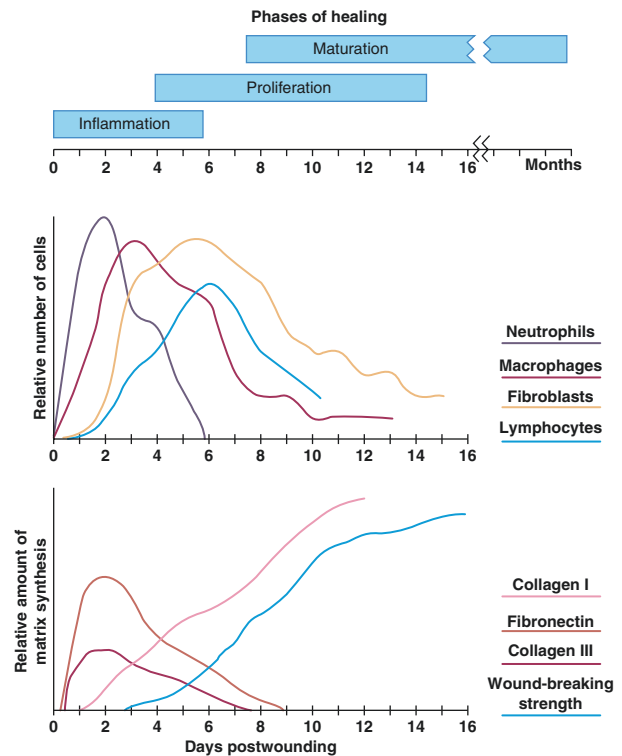 Phases of healing
Maturation
Proliferation
Inflammation
0 2 4 6 8 10 12 14 16 Months
Relative number of cells
Neutrophils
Macrophages
Fibroblasts
Lymphocytes
0 2 4 6 8 10 12 14 16
Relative amount of
matrix synthesis
Collagen I
Fibronectin
Collagen III
Wound-breaking
strength
0 2 4 6 8 10 12 14 16
Days postwounding